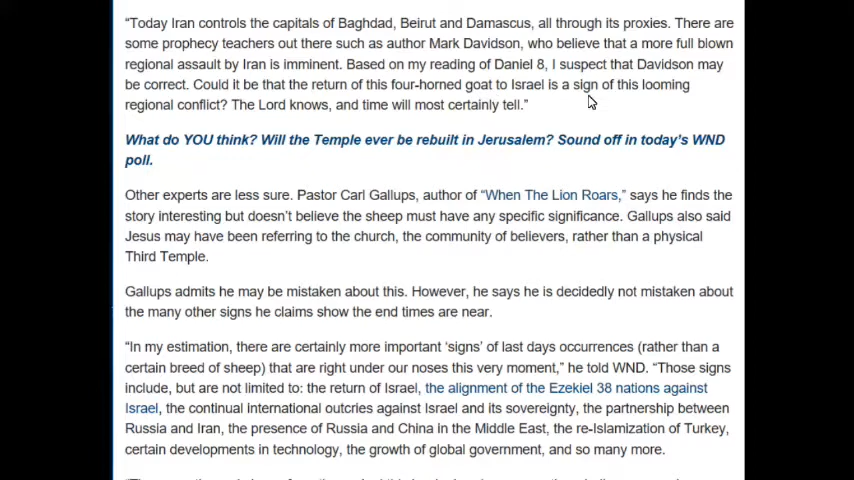 “Today Iran controls the capitals of Baghdad, Beirut and Damascus, all through its proxies. There are
some prophecy teachers out there such as author Mark Davidson, who believe that a more full blown
regional assault by Iran is imminent. Based on my reading of Daniel 8, I suspect that Davidson may
be correct. Could it be that the return of this four-horned goat to Israel is a sign of this looming
regional conflict? The Lord knows, and time will most certainly tell.”
What do YOU think? Will the Temple ever be rebuilt in Jerusalem? Sound off in today’s WND
poll.
Other experts are less sure. Pastor Carl Gallups, author of “When The Lion Roars,” says he finds the
story interesting but doesn’t believe the sheep must have any specific significance. Gallups also said
Jesus may have been referring to the church, the community of believers, rather than a physical
Third Temple.
Gallups admits he may be mistaken about this. However, he says he is decidedly not mistaken about
the many other signs he claims show the end times are near.
“In my estimation, there are certainly more important ‘signs’ of last days occurrences (rather than a
certain breed of sheep) that are right under our noses this very moment,” he told WND. “Those signs
include, but are not limited to: the return of Israel, the alignment of the Ezekiel 38 nations against
Israel, the continual international outcries against Israel and its sovereignty, the partnership between
Russia and Iran, the presence of Russia and China in the Middle East, the re-Islamization of Turkey,
certain developments in technology, the growth of global government, and so many more.